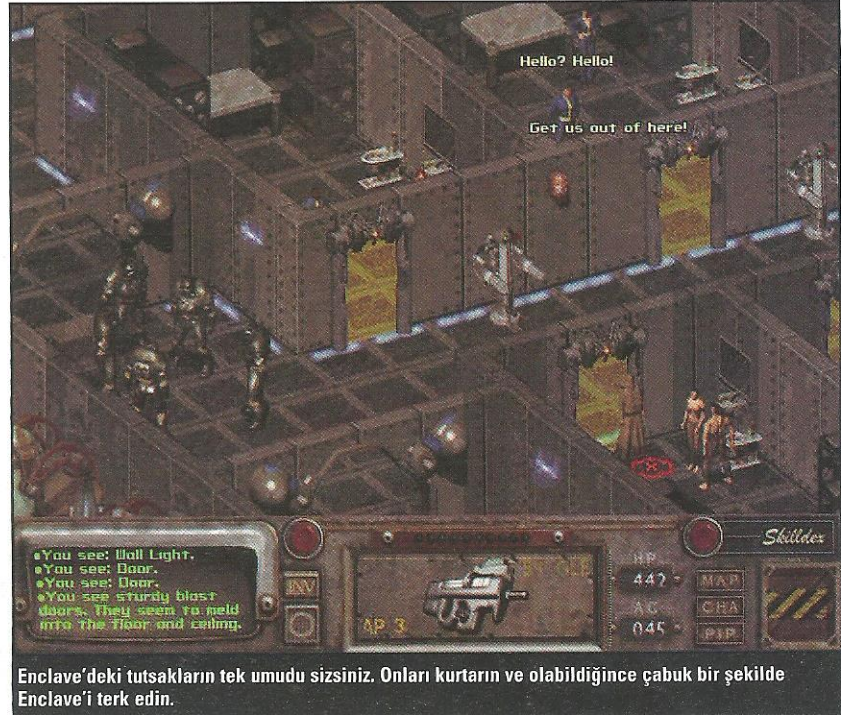 Hello? Hello!
Get us out of here!
Skilldex
You see: Wall Light.
You see: Door.
You see: Door.
You see sturdy blast
doors. They seem to meld
into the floor and ceiling.
INV
AP 3
HP
442
AC
045
MAP
CHA
PIP
Enclave'deki tutsakların tek umudu sizsiniz. Onları kurtarın ve olabildiğince çabuk bir şekilde
Enclave'i terk edin.